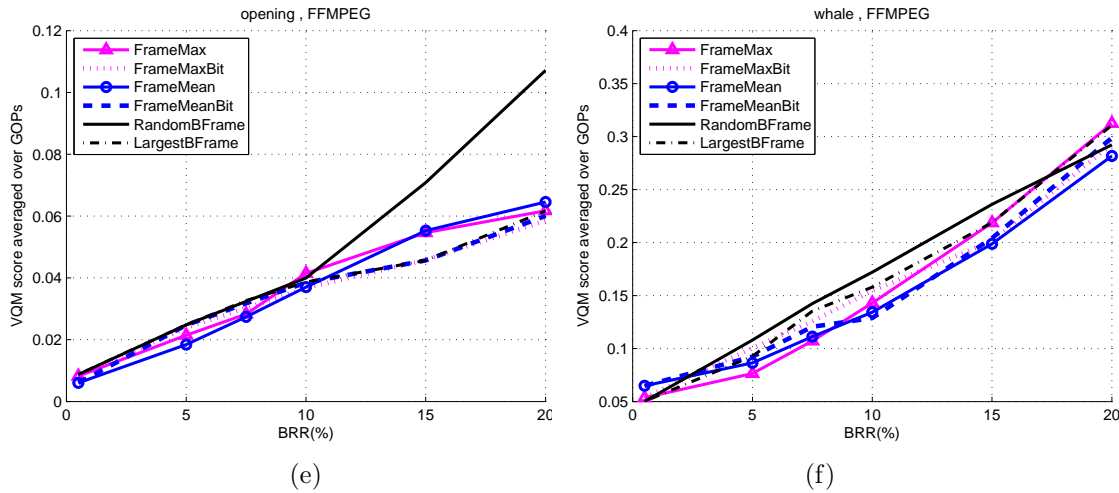 opening , FFMPEG
0.12
0.1
0.08
0.06
0.04
0.02
0
VQM score averaged over GOPs
FrameMax
FrameMaxBit
FrameMean
FrameMeanBit
RandomBFrame
LargestBFrame
0 5 10 15 20
BRR(%)
(e)
whale , FFMPEG
0.4
0.35
0.3
0.25
0.2
0.15
0.1
0.05
VQM score averaged over GOPs
FrameMax
FrameMaxBit
FrameMean
FrameMeanBit
RandomBFrame
LargestBFrame
5 10 15 20
BRR(%)
(f)